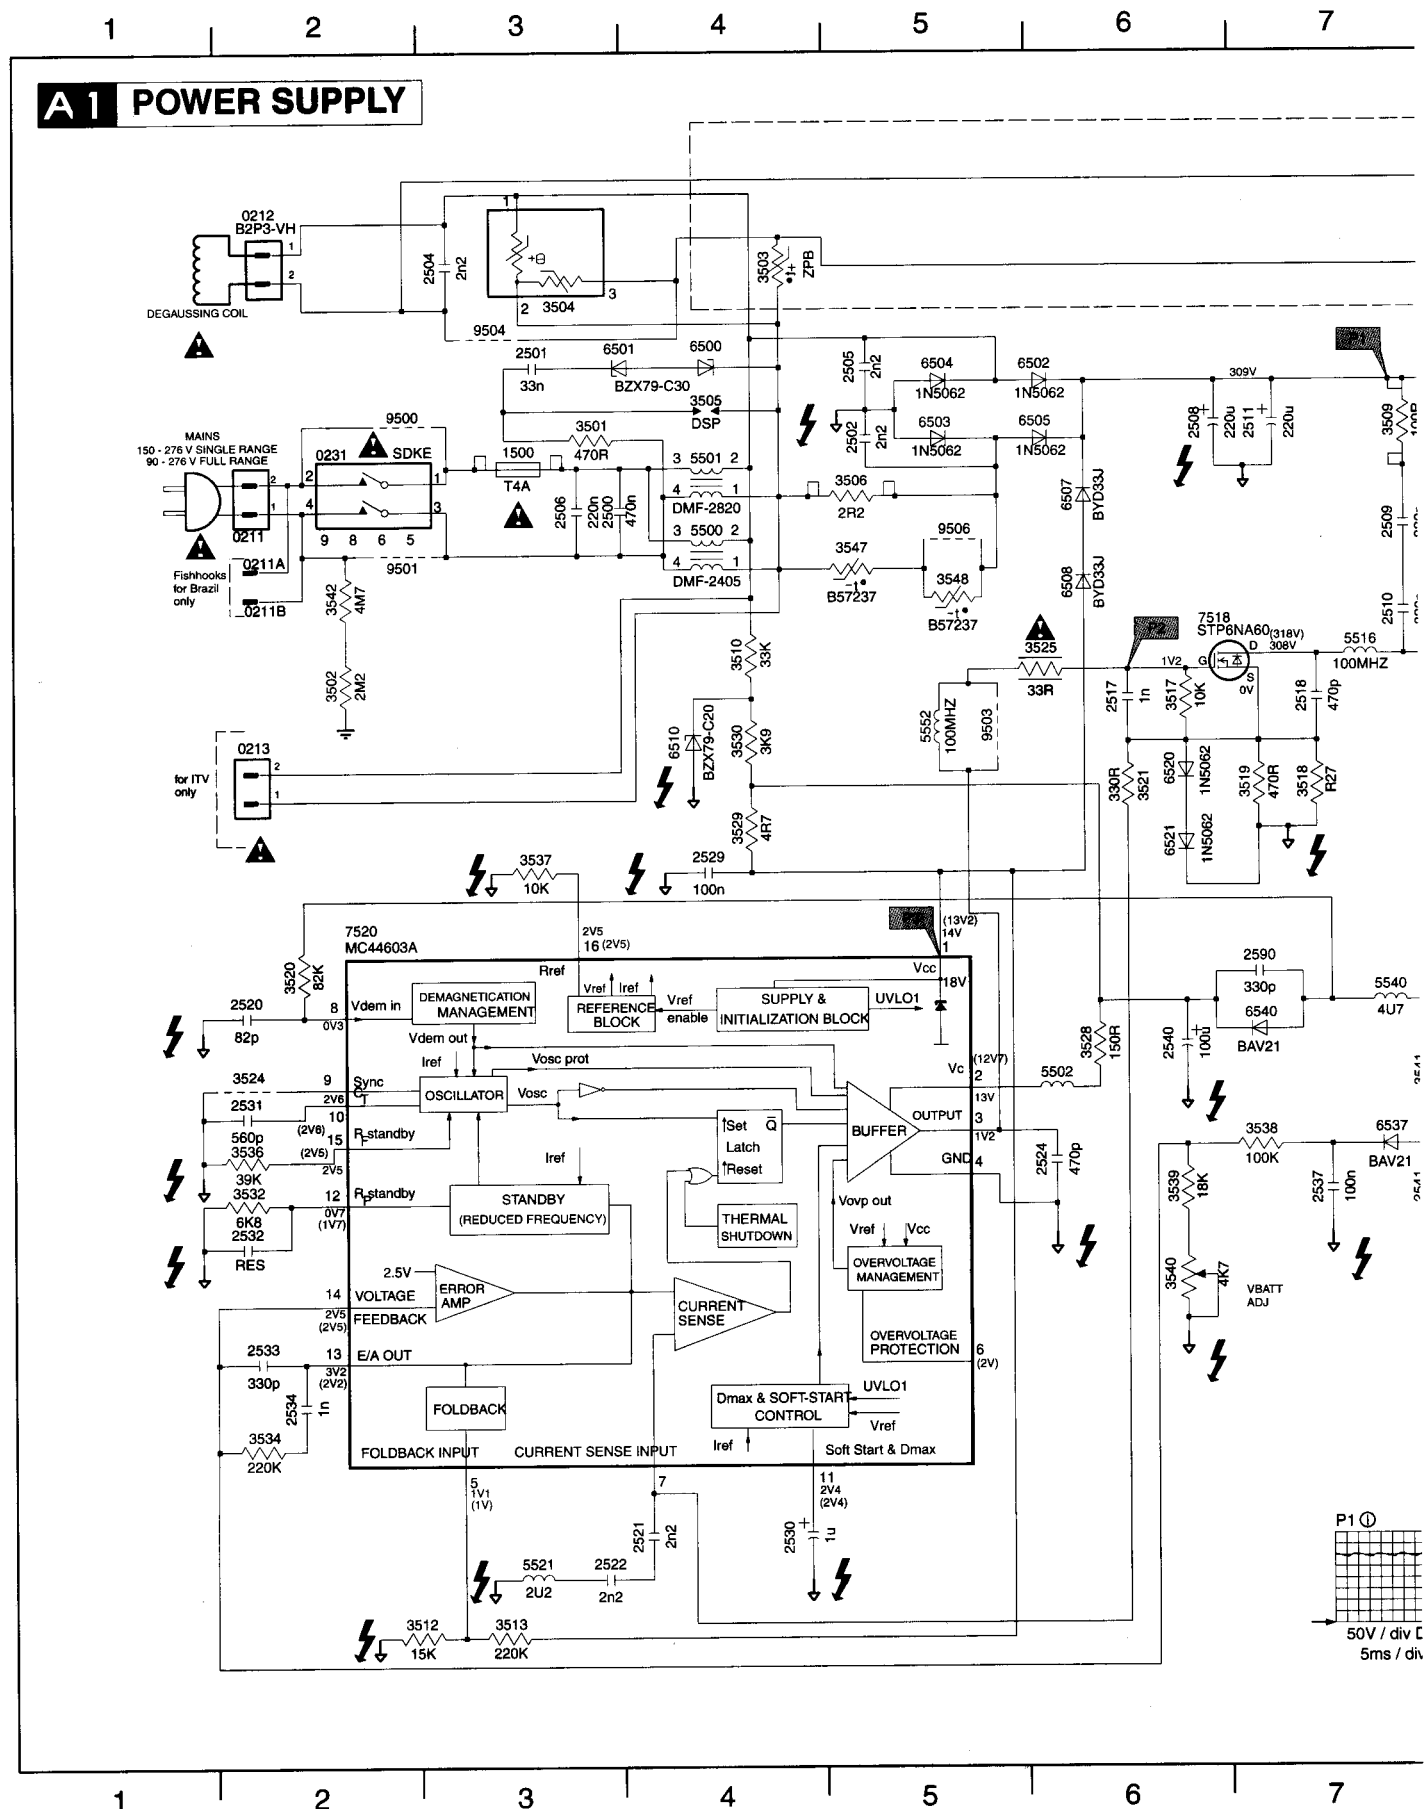 1 2 3 4 5 6 7
A 1 POWER SUPPLY
0212
B2P3-VH
1
2
DEGAUSSING COIL
2504
2n2
1
+θ
3504
2
3
9504
3503
ZPB
2501
33n
6501
6500
BZX79-C30
3505
DSP
2505
2n2
6504
1N5062
6502
1N5062
2502
2n2
6503
1N5062
6505
1N5062
309V
2508
220u
2511
220u
3509
MAINS
150 - 276 V SINGLE RANGE
90 - 276 V FULL RANGE
9500
0231
SDKE
2
1
4
3
9 8 6 5
0211
2
1
0211A
0211B
Fishhooks
for Brazil
only
9501
3542
4M7
3502
2M2
1500
T4A
3501
470R
2506
220n
2500
470n
3 5501 2
4 1
DMF-2820
3 5500 2
4 1
DMF-2405
3506
2R2
3547
B57237
9506
3548
B57237
6507
BYD33J
6508
BYD33J
2509
2510
7518
STP6NA60
(318V)
308V
5516
100MHZ
D
G
S
0V
1V2
3525
33R
2517
1n
3517
10K
2518
470p
3510
33K
6510
BZX79-C20
3530
3K9
3529
4R7
5552
100MHZ
9503
330R
3521
6520
1N5062
6521
1N5062
3519
470R
3518
R27
0213
2
1
for ITV
only
3537
10K
2529
100n
7520
MC44603A
2V5
16 (2V5)
(13V2)
14V
1
3520
82K
2520
82p
8
0V3
Vdem in
DEMAGNETICATION
MANAGEMENT
Vdem out
Rref
Vref Iref
REFERENCE
BLOCK
Vref
enable
SUPPLY &
INITIALIZATION BLOCK
UVLO1
Vcc
18V
2590
330p
6540
BAV21
5540
4U7
3528
150R
2540
100u
3524
9
Sync
2V6
CT
10
(2V8)
2531
560p
Iref
OSCILLATOR
Vosc prot
Vosc
Set Q
Latch
Reset
BUFFER
Vc
(12V7)
2
13V
5502
OUTPUT
3
1V2
GND 4
2524
470p
15
(2V5)
2V5
RF standby
3536
39K
12
RP standby
0V7
(1V7)
3532
6K8
2532
RES
Iref
STANDBY
(REDUCED FREQUENCY)
THERMAL
SHUTDOWN
Vovp out
Vref
Vcc
OVERVOLTAGE
MANAGEMENT
3538
100K
6537
BAV21
3541
3539
18K
2537
100n
2541
3540
4K7
VBATT
ADJ
2.5V
ERROR
AMP
14
VOLTAGE
2V5
(2V5)
FEEDBACK
CURRENT
SENSE
OVERVOLTAGE
PROTECTION
6
(2V)
2533
330p
13
E/A OUT
3V2
(2V2)
2534
1n
3534
220K
FOLDBACK
Dmax & SOFT-START
CONTROL
UVLO1
Vref
Iref
FOLDBACK INPUT
CURRENT SENSE INPUT
Soft Start & Dmax
5
1V1
(1V)
7
11
2V4
(2V4)
2521
2n2
2530
1u
5521
2U2
2522
2n2
3512
15K
3513
220K
P1
50V / div
5ms / div
1 2 3 4 5 6 7